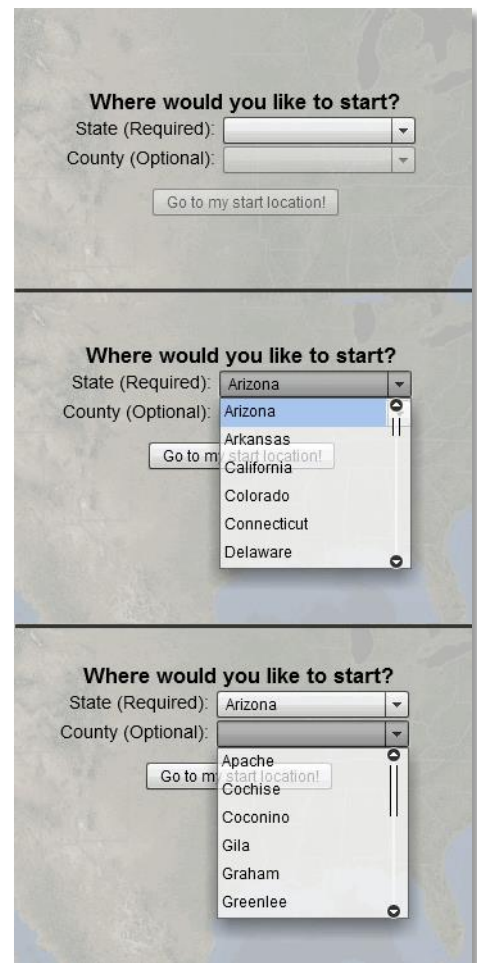 Where would you like to start?
State (Required):
County (Optional):
Go to my start location!
Where would you like to start?
State (Required): Arizona
County (Optional): Arizona
Arkansas
Go to my start location!
California
Colorado
Connecticut
Delaware
Where would you like to start?
State (Required): Arizona
County (Optional):
Apache
Go to my start location!
Cochise
Coconino
Gila
Graham
Greenlee